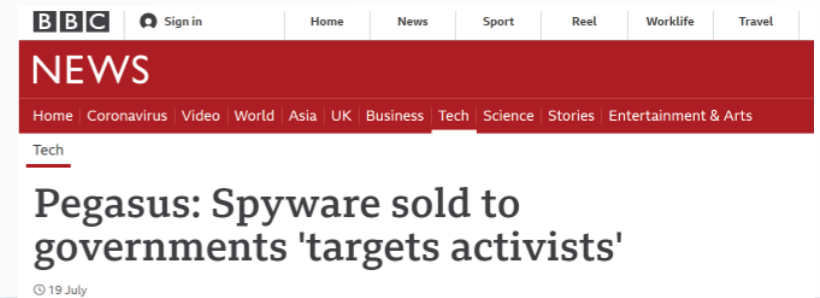 BBC Sign in Home News Sport Reel Worklife Travel
NEWS
Home Coronavirus Video World Asia UK Business Tech Science Stories Entertainment & Arts
Tech
Pegasus: Spyware sold to
governments 'targets activists'
19 July